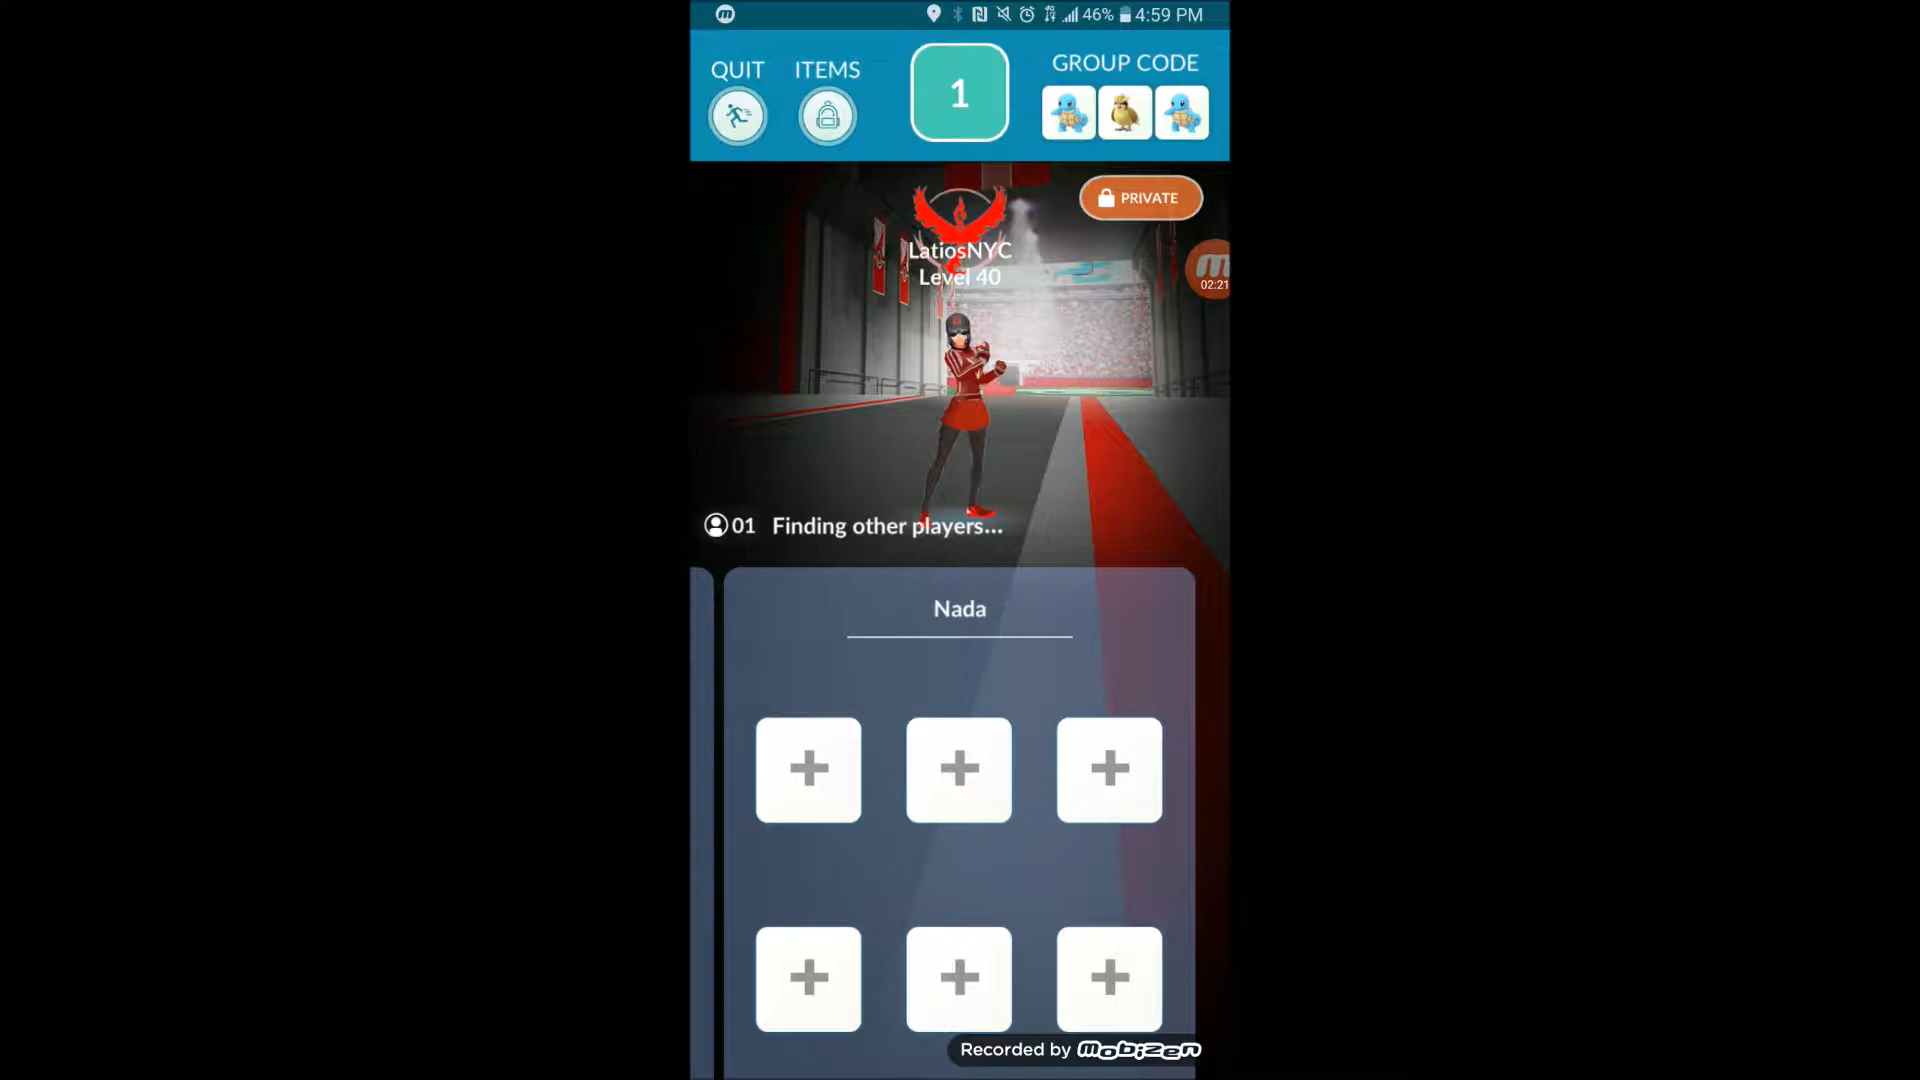 46% 4:59 PM
QUIT ITEMS 1 GROUP CODE
PRIVATE
LatiosNYC
Level 40
02:21
01 Finding other players...
Nada
Recorded by mobizen